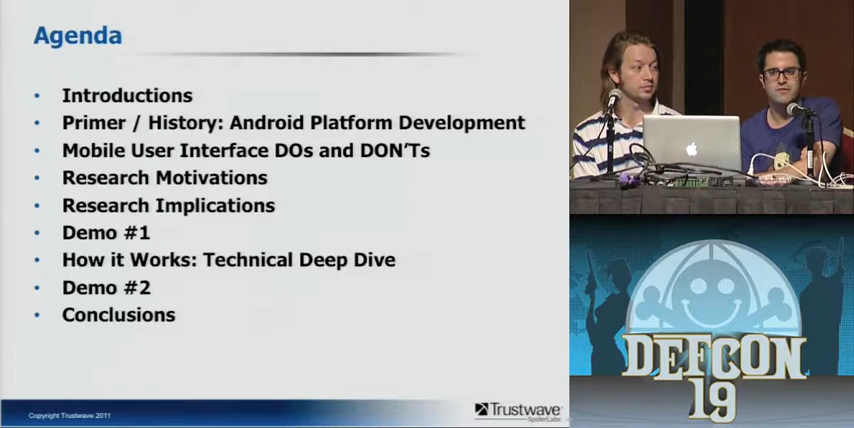 Agenda
• Introductions
• Primer / History: Android Platform Development
• Mobile User Interface DOs and DON'Ts
• Research Motivations
• Research Implications
• Demo #1
• How it Works: Technical Deep Dive
• Demo #2
• Conclusions
Copyright Trustwave 2011
Trustwave
SpiderLabs
DEFCON
19